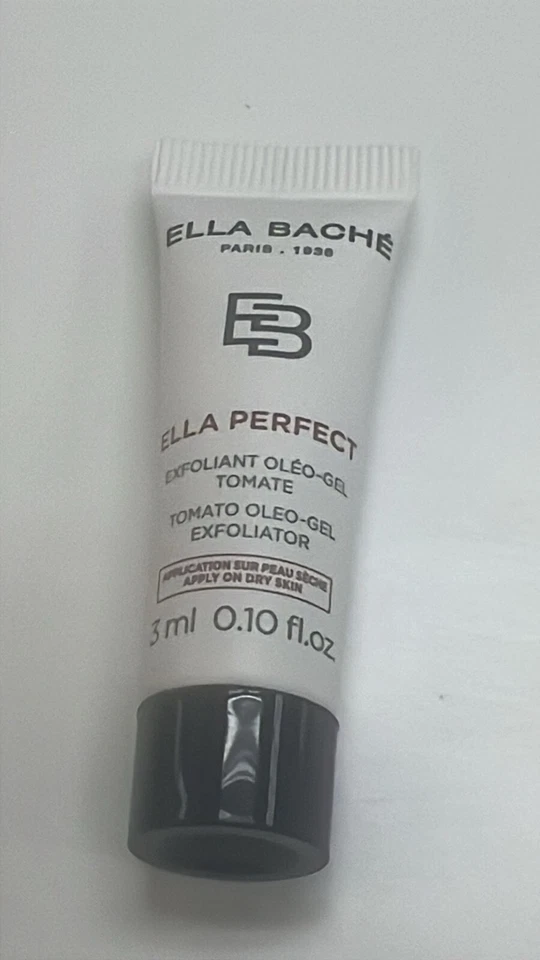 ELLA BACHÉ
PARIS . 1936
EB
ELLA PERFECT
EXFOLIANT OLÉO-GEL
TOMATE
TOMATO OLEO-GEL
EXFOLIATOR
APPLICATION SUR PEAU SÈCHE
APPLY ON DRY SKIN
3 ml 0.10 fl.oz